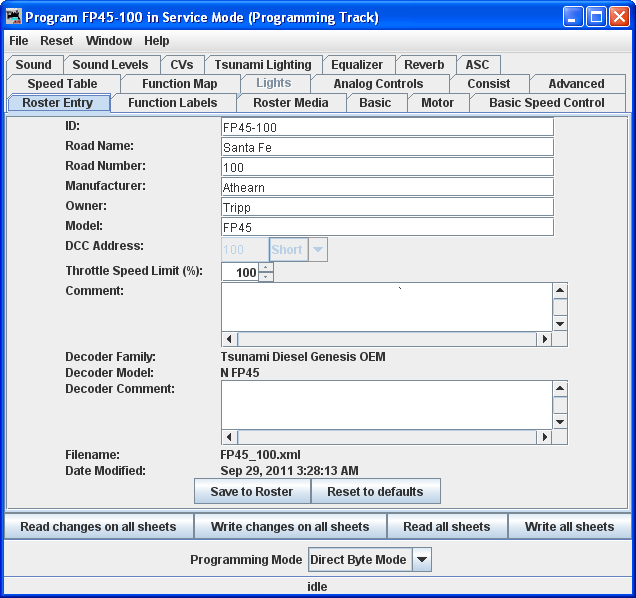 Program FP45-100 in Service Mode (Programming Track)
File Reset Window Help
Sound Sound Levels CVs Tsunami Lighting Equalizer Reverb ASC
Speed Table Function Map Lights Analog Controls Consist Advanced
Roster Entry Function Labels Roster Media Basic Motor Basic Speed Control
ID: FP45-100
Road Name: Santa Fe
Road Number: 100
Manufacturer: Athearn
Owner: Tripp
Model: FP45
DCC Address: 100 Short
Throttle Speed Limit (%): 100
Comment: `
Decoder Family: Tsunami Diesel Genesis OEM
Decoder Model: N FP45
Decoder Comment:
Filename: FP45_100.xml
Date Modified: Sep 29, 2011 3:28:13 AM
Save to Roster Reset to defaults
Read changes on all sheets Write changes on all sheets Read all sheets Write all sheets
Programming Mode Direct Byte Mode
idle